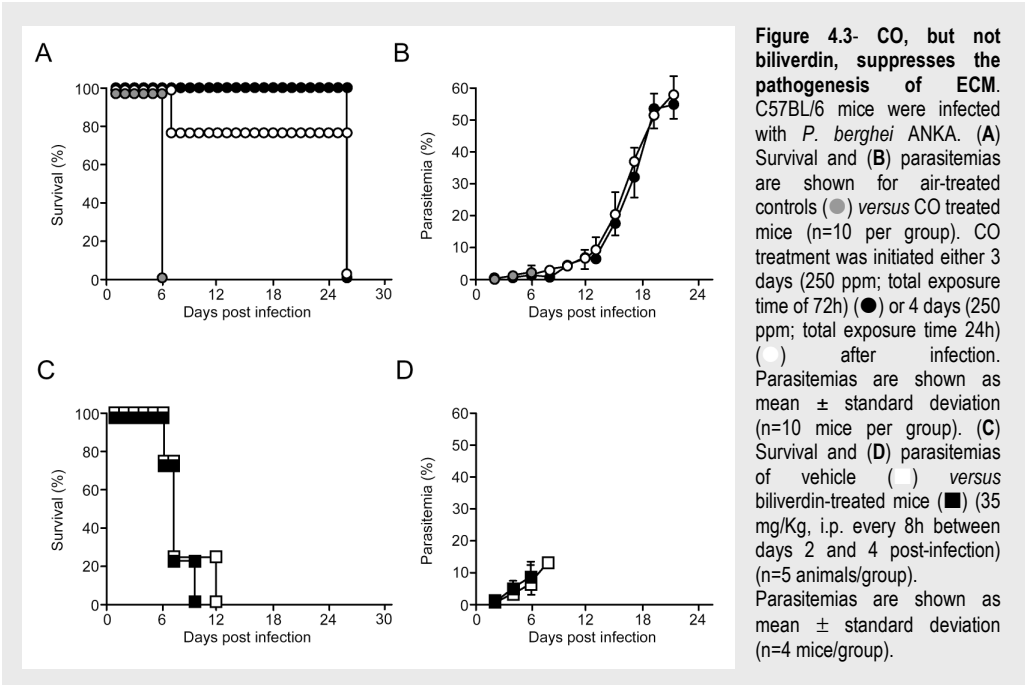 A
100
80
60
40
20
0
Survival (%)
0 6 12 18 24 30
Days post infection
B
60
50
40
30
20
10
0
Parasitemia (%)
0 6 12 18 24
Days post infection
C
100
80
60
40
20
0
Survival (%)
0 6 12 18 24 30
Days post infection
D
60
50
40
30
20
10
0
Parasitemia (%)
0 6 12 18 24
Days post infection
Figure 4.3- CO, but not
biliverdin, suppresses the
pathogenesis of ECM.
C57BL/6 mice were infected
with P. berghei ANKA. (A)
Survival and (B) parasitemias
are shown for air-treated
controls (●) versus CO treated
mice (n=10 per group). CO
treatment was initiated either 3
days (250 ppm; total exposure
time of 72h) (●) or 4 days (250
ppm; total exposure time 24h)
(○) after infection.
Parasitemias are shown as
mean ± standard deviation
(n=10 mice per group). (C)
Survival and (D) parasitemias
of vehicle (□) versus
biliverdin-treated mice (■) (35
mg/Kg, i.p. every 8h between
days 2 and 4 post-infection)
(n=5 animals/group).
Parasitemias are shown as
mean ± standard deviation
(n=4 mice/group).